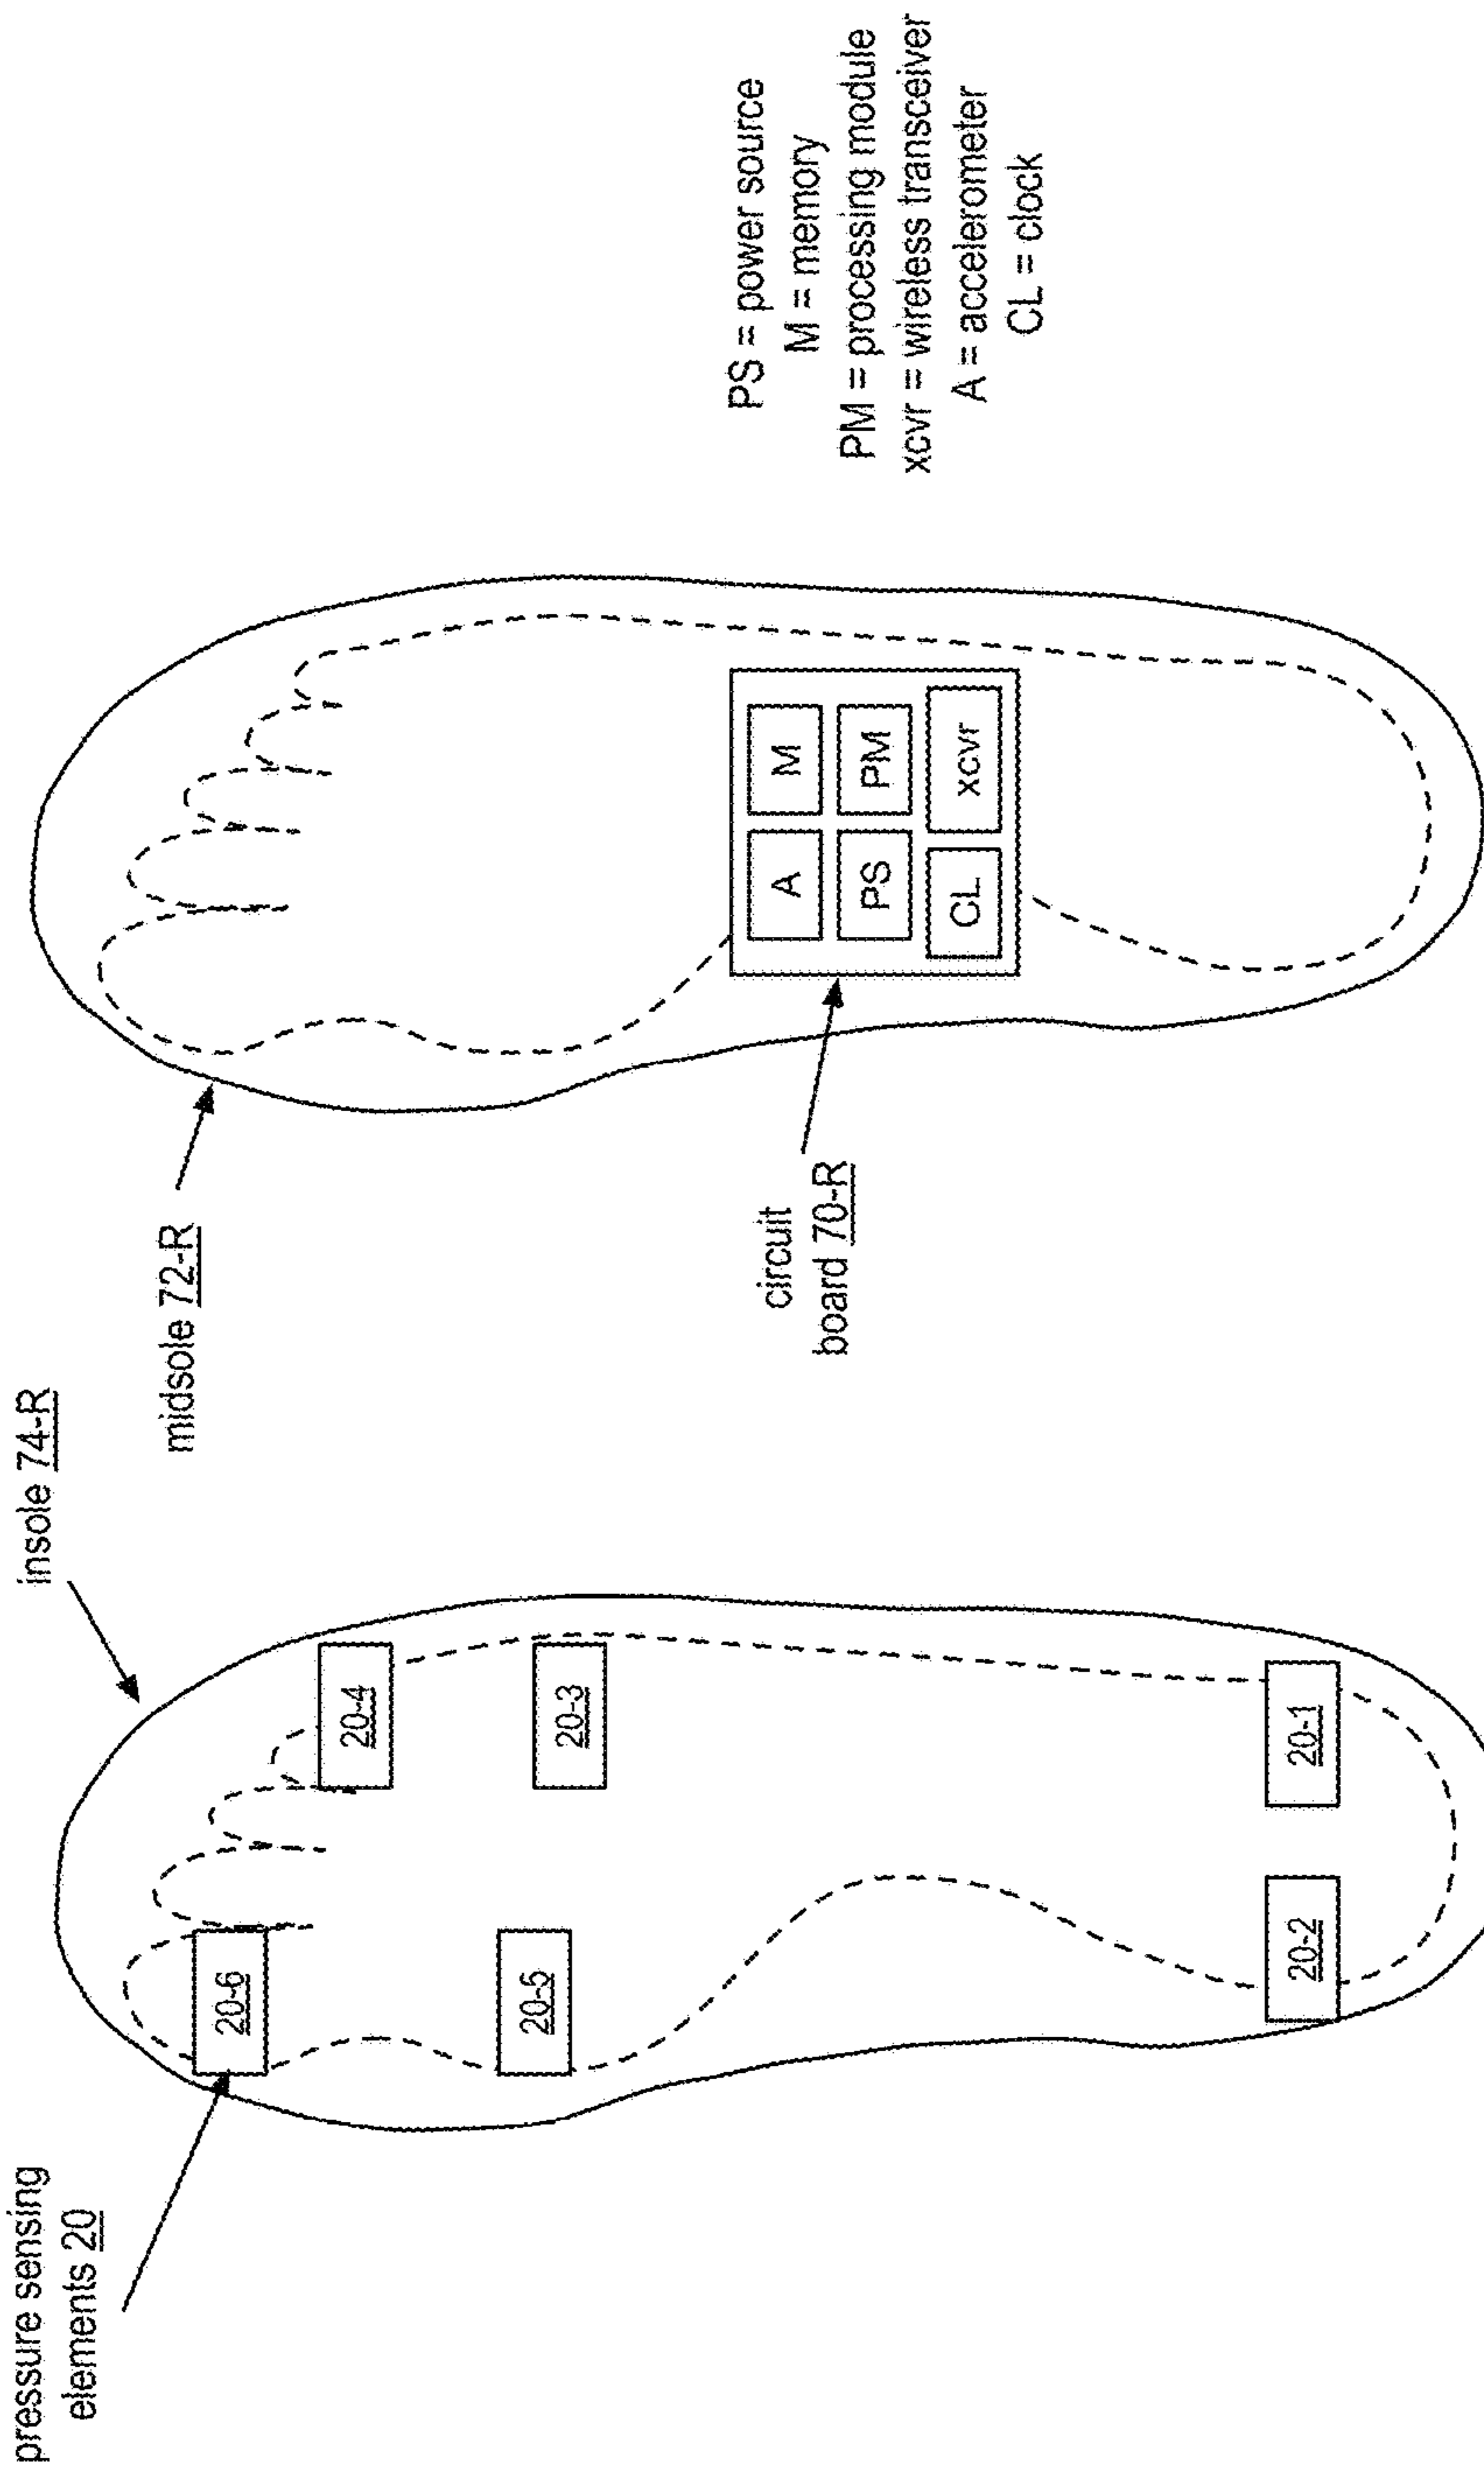 pressure sensing
elements 20
insole 74-R
20-6
20-4
20-5
20-3
20-2
20-1
midsole 72-R
circuit
board 70-R
A
M
PS
PM
CL
xcvr
PS = power source
M = memory
PM = processing module
xcvr = wireless transceiver
A = accelerometer
CL = clock